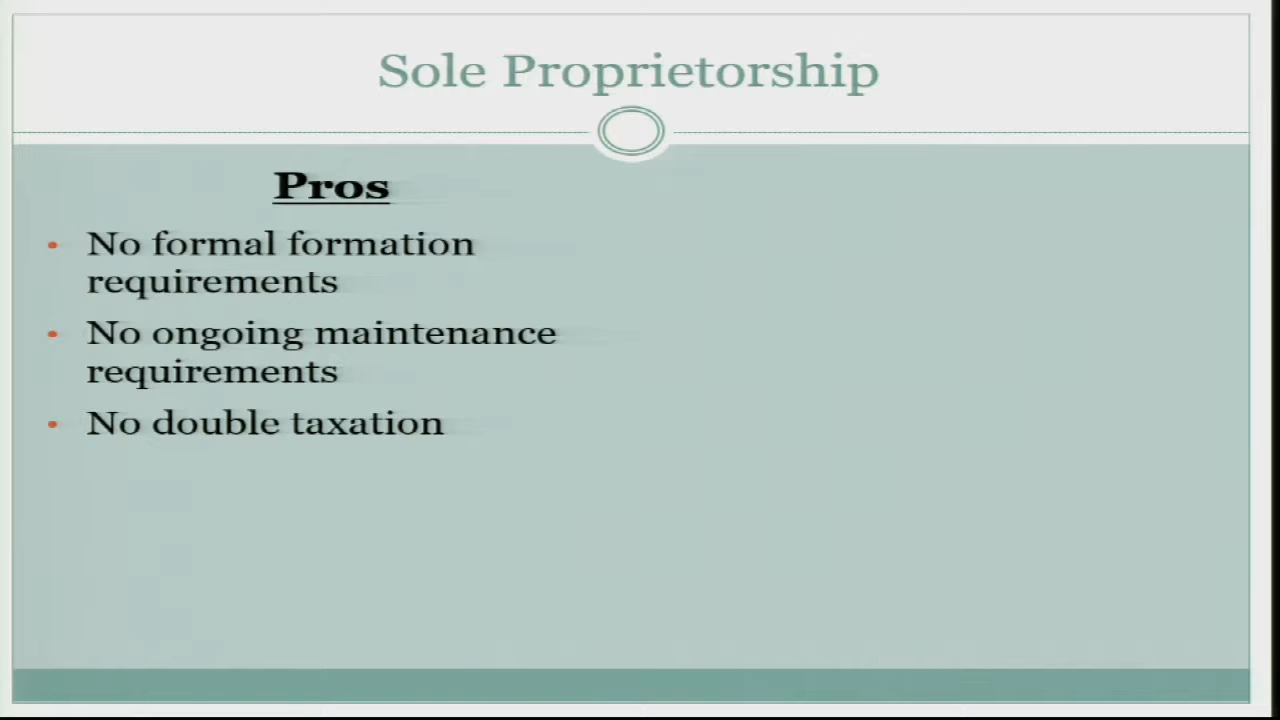 Sole Proprietorship
Pros
• No formal formation
requirements
• No ongoing maintenance
requirements
• No double taxation